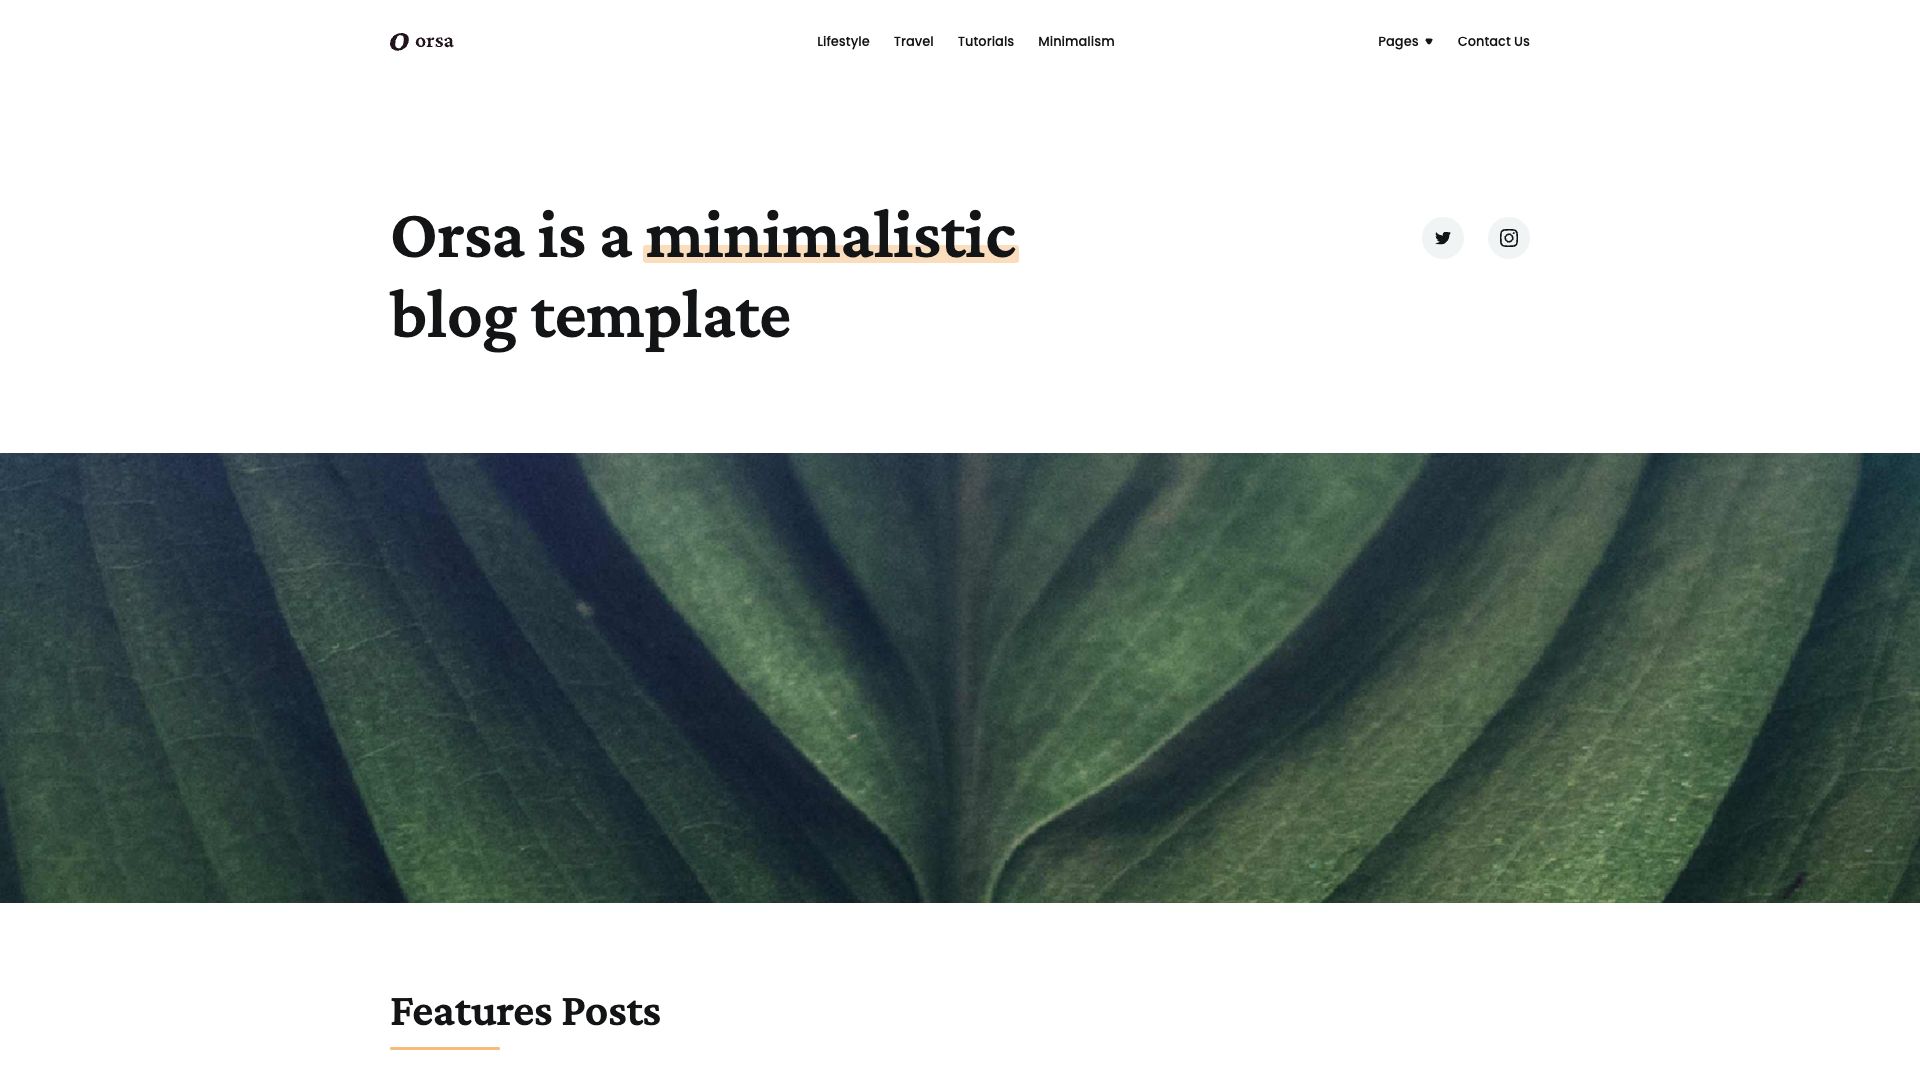 O orsa
Lifestyle Travel Tutorials Minimalism
Pages Contact Us
Orsa is a minimalistic
blog template
Features Posts